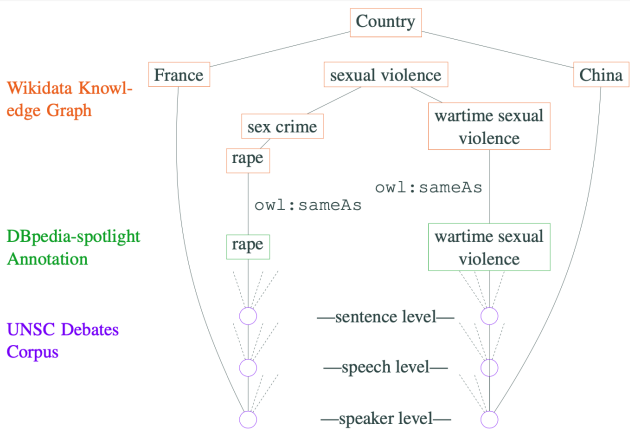 Country
France
sexual violence
China
Wikidata Knowl-
edge Graph
sex crime
wartime sexual
violence
rape
owl:sameAs
owl:sameAs
DBpedia-spotlight
Annotation
rape
wartime sexual
violence
UNSC Debates
Corpus
—sentence level—
—speech level—
—speaker level—